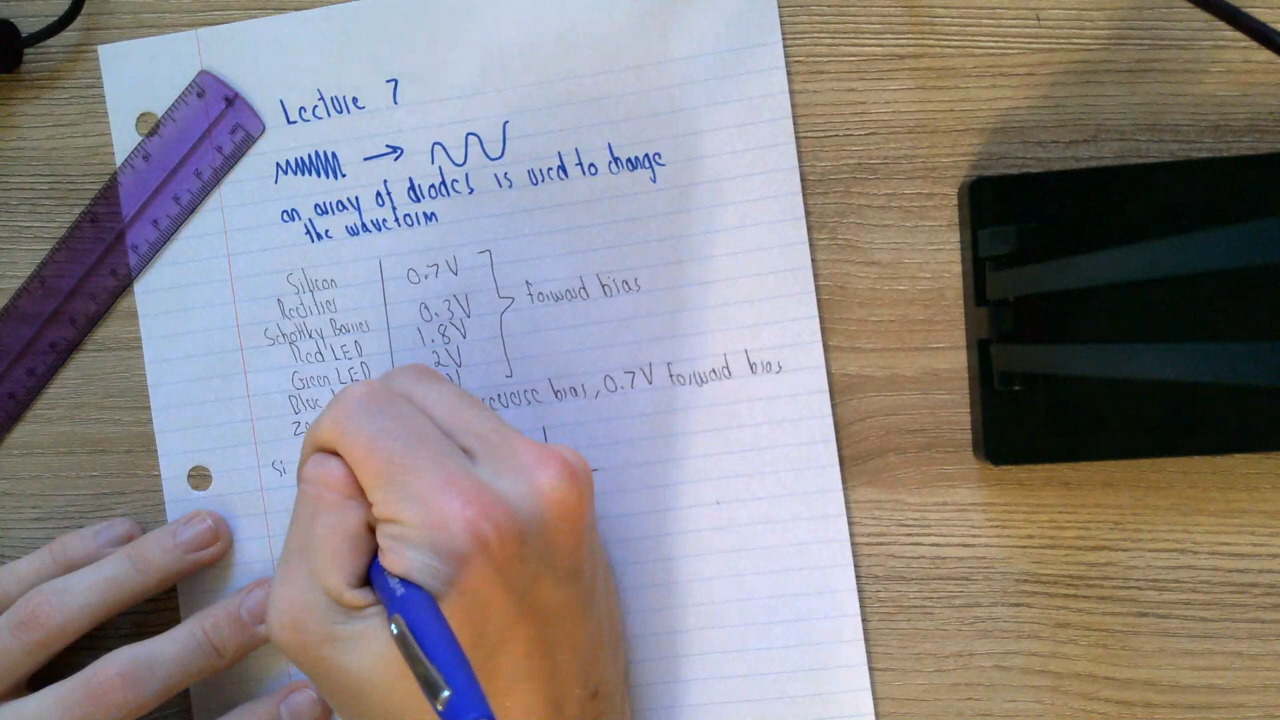 Lecture 7
an array of diodes is used to change
the waveform
Silicon 0.7V
Rectifier
Schottky Barrier 0.3V
Red LED 1.8V
Green LED 2V
forward bias
Blue V
reverse bias, 0.7V forward bias
Si